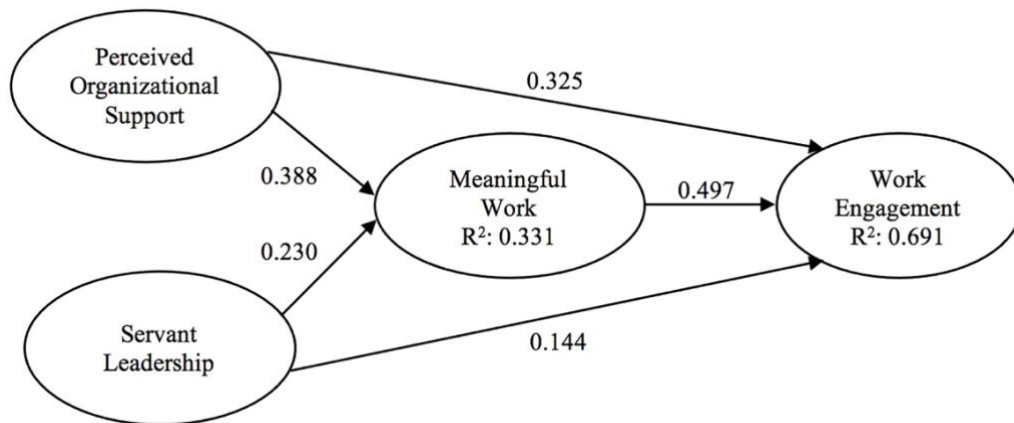 Perceived
Organizational
Support
0.325
0.388
Meaningful
Work
R²: 0.331
0.497
Work
Engagement
R²: 0.691
0.230
Servant
Leadership
0.144